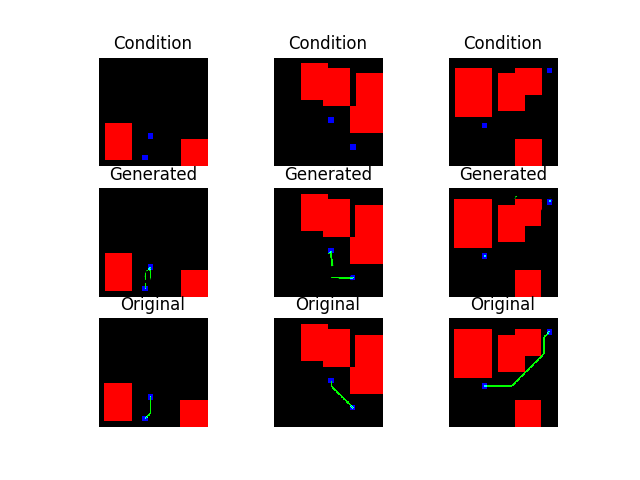 Condition Condition Condition
Generated Generated Generated
Original Original Original